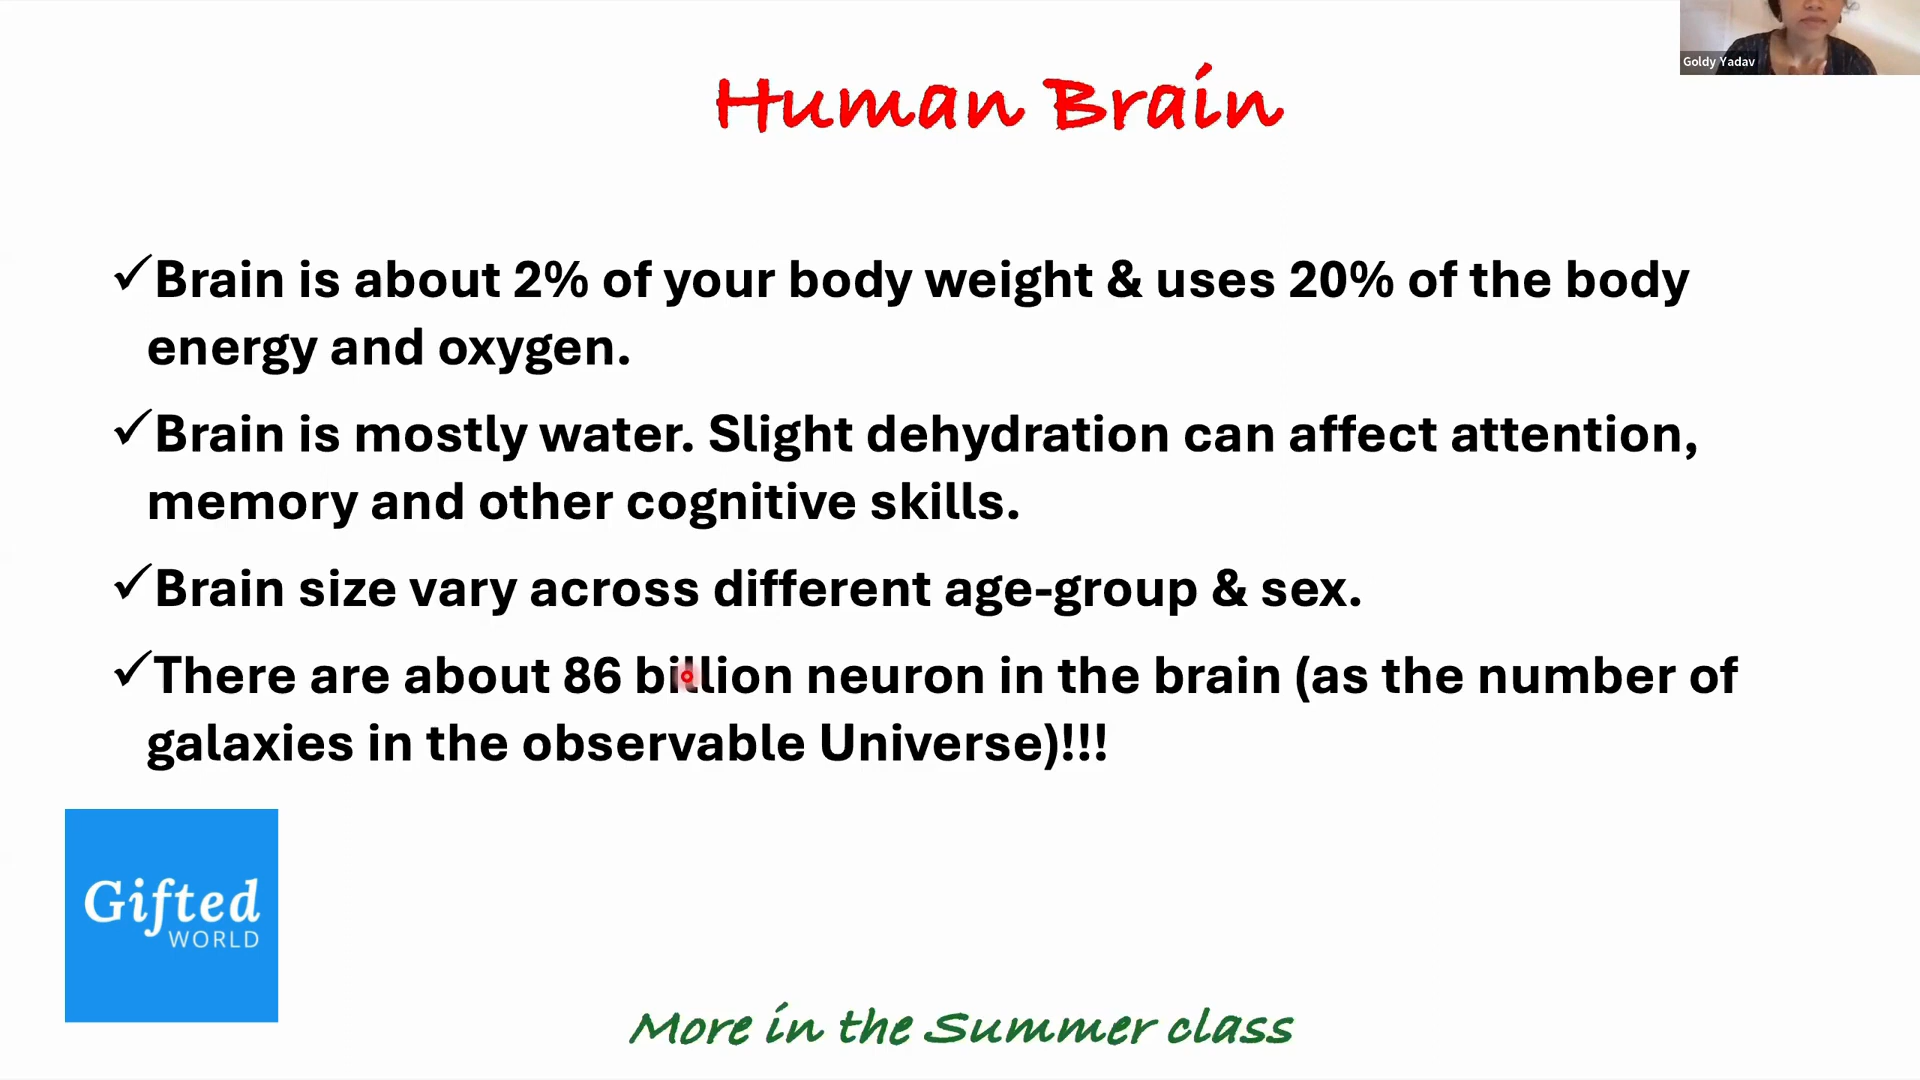 Goldy Yadav
Human Brain
✓Brain is about 2% of your body weight & uses 20% of the body
energy and oxygen.
✓Brain is mostly water. Slight dehydration can affect attention,
memory and other cognitive skills.
✓Brain size vary across different age-group & sex.
✓There are about 86 billion neuron in the brain (as the number of
galaxies in the observable Universe)!!!
Gifted
WORLD
More in the Summer class